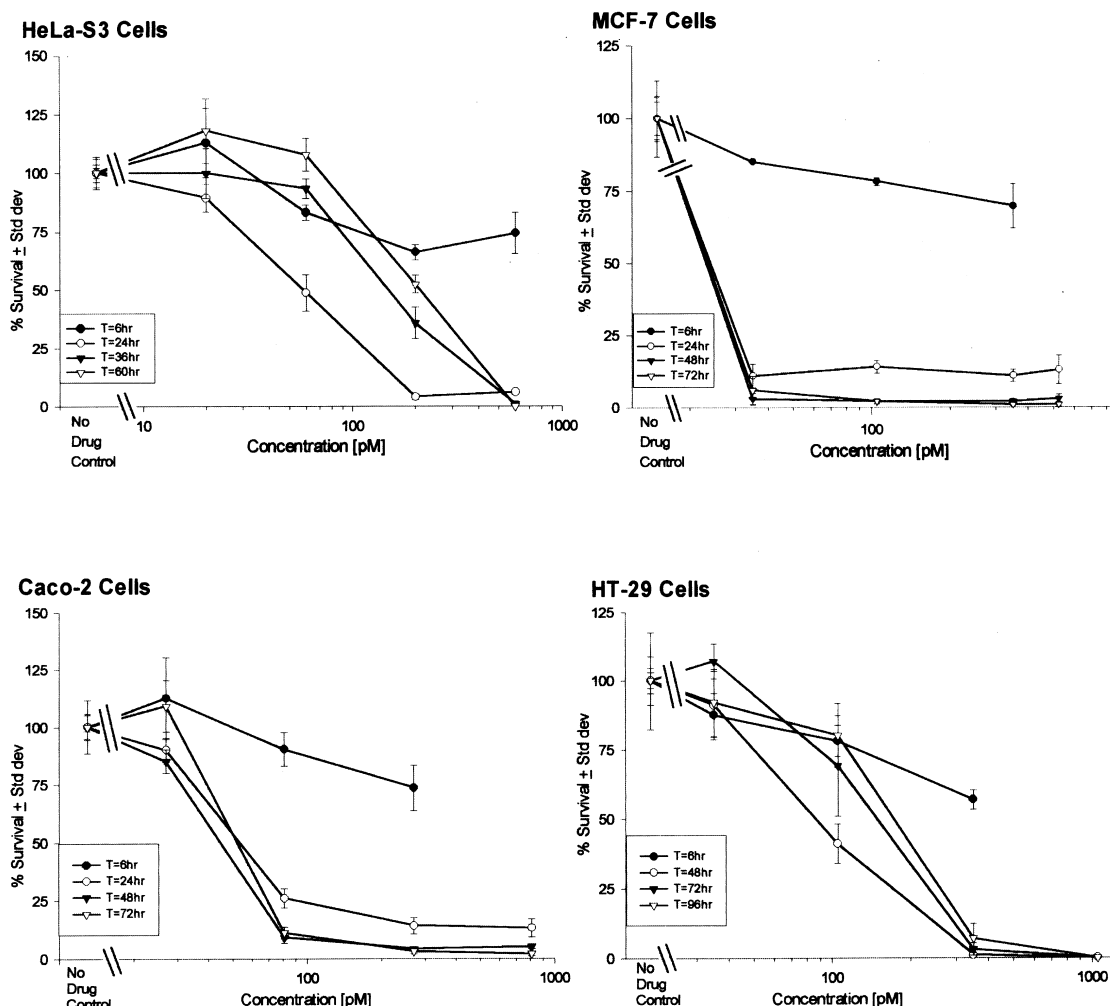 HeLa-S3 Cells
150
125
100
75
50
25
0
% Survival ± Std dev
T=6hr
T=24hr
T=36hr
T=60hr
No
Drug
Control
10
100
1000
Concentration [pM]
MCF-7 Cells
125
100
75
50
25
0
% Survival ± Std dev
T=6hr
T=24hr
T=48hr
T=72hr
No
Drug
Control
100
Concentration [pM]
Caco-2 Cells
150
125
100
75
50
25
0
% Survival ± Std dev
T=6hr
T=24hr
T=48hr
T=72hr
No
Drug
Control
100
1000
Concentration [pM]
HT-29 Cells
125
100
75
50
25
0
% Survival ± Std dev
T=6hr
T=48hr
T=72hr
T=96hr
No
Drug
Control
100
1000
Concentration [pM]